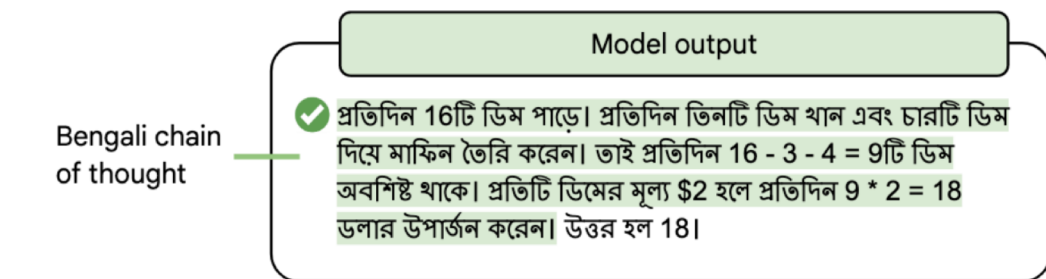 Model output
Bengali chain
of thought
প্রতিদিন 16টি ডিম পাড়ে। প্রতিদিন তিনটি ডিম খান এবং চারটি ডিম
দিয়ে মাফিন তৈরি করেন। তাই প্রতিদিন 16 - 3 - 4 = 9টি ডিম
অবশিষ্ট থাকে। প্রতিটি ডিমের মূল্য $2 হলে প্রতিদিন 9 * 2 = 18
ডলার উপার্জন করেন। উত্তর হল 18।